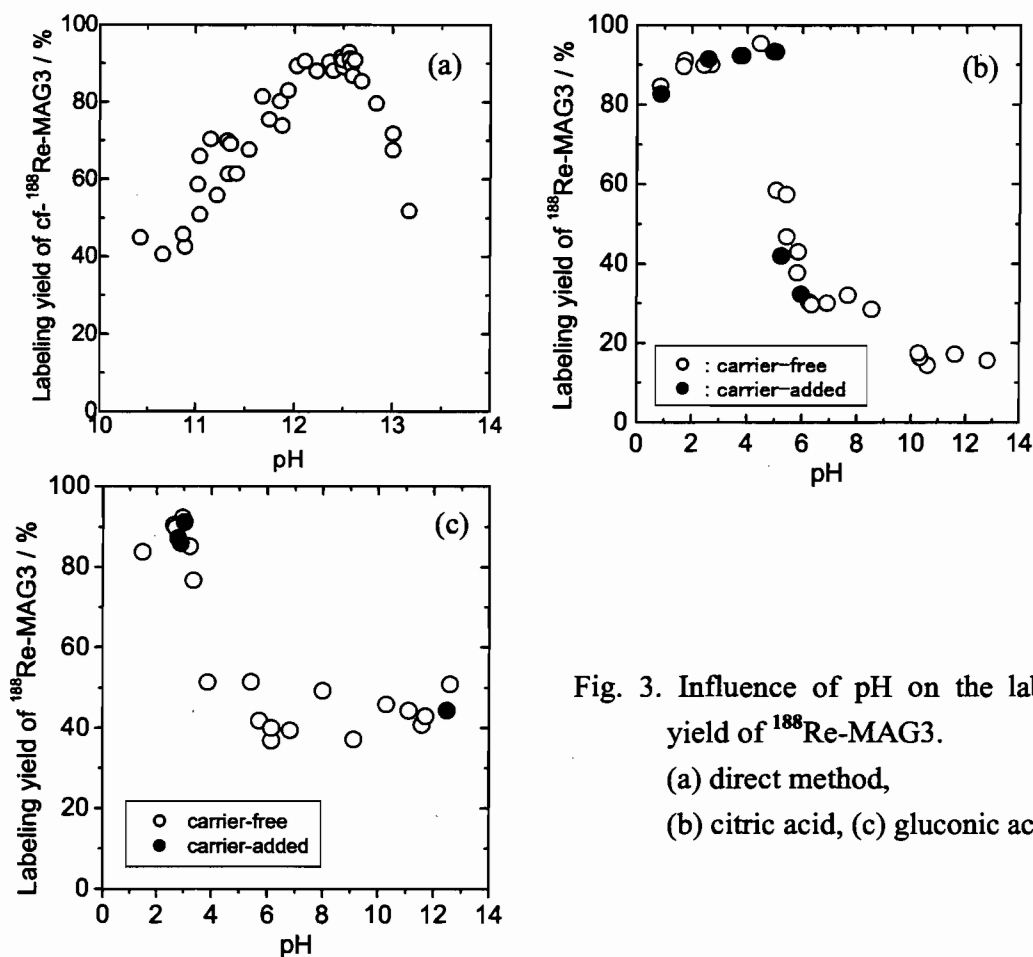 100
80
60
40
20
0
10
11
12
13
14
Labeling yield of cf-¹⁸⁸Re-MAG3 / %
pH
(a)
100
80
60
40
20
0
0
2
4
6
8
10
12
14
Labeling yield of ¹⁸⁸Re-MAG3 / %
pH
(b)
: carrier-free
: carrier-added
100
80
60
40
20
0
0
2
4
6
8
10
12
14
Labeling yield of ¹⁸⁸Re-MAG3 / %
pH
(c)
carrier-free
carrier-added
Fig. 3. Influence of pH on the lab
yield of ¹⁸⁸Re-MAG3.
(a) direct method,
(b) citric acid, (c) gluconic ac